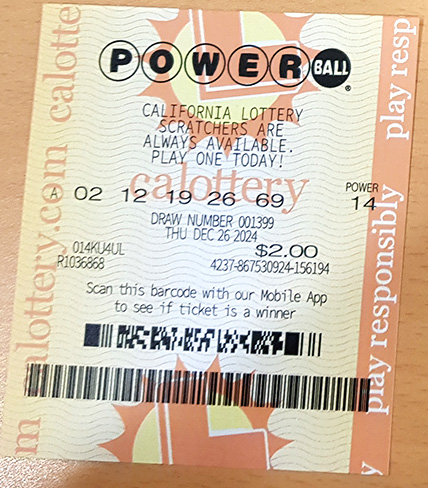 POWERBALL®
CALIFORNIA LOTTERY
SCRATCHERS ARE
ALWAYS AVAILABLE.
PLAY ONE TODAY!
calottery
POWER
A 02 12 19 26 69 14
DRAW NUMBER 001399
THU DEC 26 2024
014KU4UL $2.00
R1036868 4237-867530924-156194
Scan this barcode with our Mobile App
to see if ticket is a winner
m calottery.com calotte
play responsibly play resp